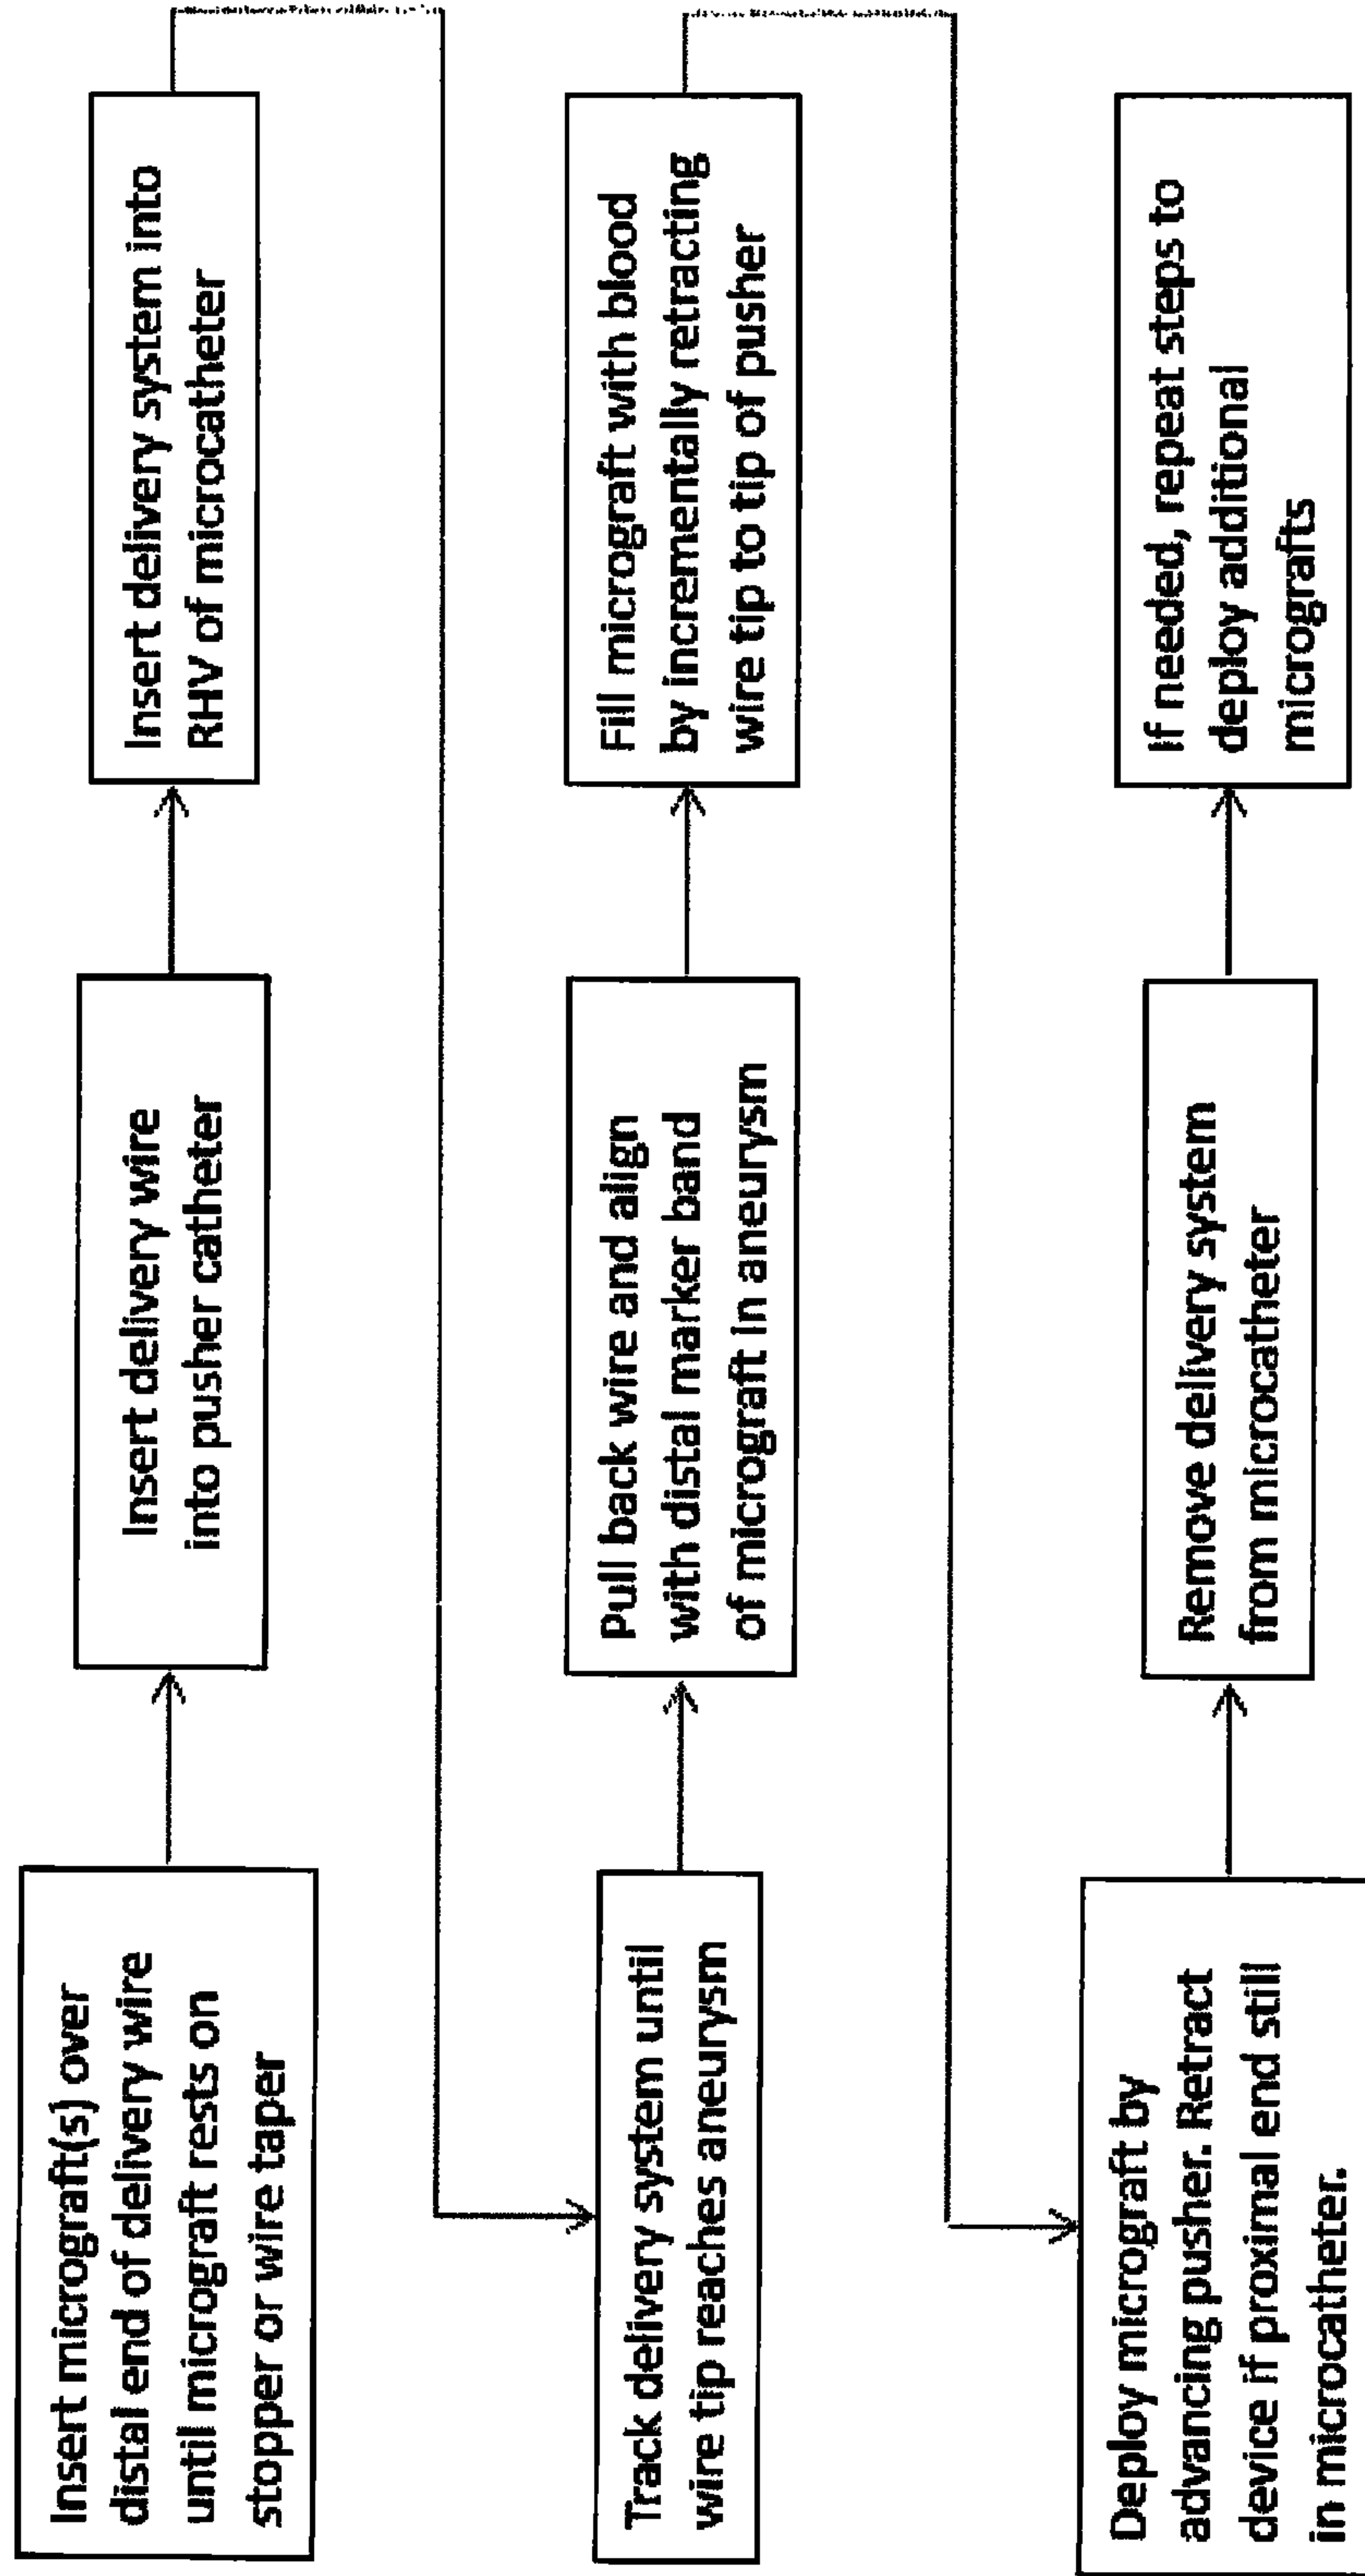 Insert micrograft(s) over
distal end of delivery wire
until micrograft rests on
stopper or wire taper
Insert delivery wire
into pusher catheter
Insert delivery system into
RHV of microcatheter
Track delivery system until
wire tip reaches aneurysm
Pull back wire and align
with distal marker band
of micrograft in aneurysm
Fill micrograft with blood
by incrementally retracting
wire tip to tip of pusher
Deploy micrograft by
advancing pusher. Retract
device if proximal end still
in microcatheter.
Remove delivery system
from microcatheter
If needed, repeat steps to
deploy additional
micrografts